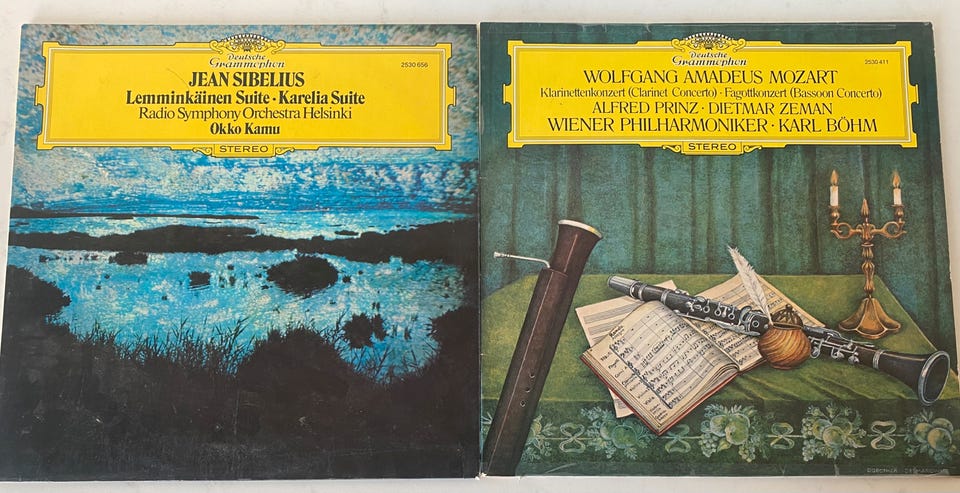 Deutsche
Grammophon
2530 656
JEAN SIBELIUS
Lemminkäinen Suite · Karelia Suite
Radio Symphony Orchestra Helsinki
Okko Kamu
STEREO
Deutsche
Grammophon
2530 411
WOLFGANG AMADEUS MOZART
Klarinettenkonzert (Clarinet Concerto) · Fagottkonzert (Bassoon Concerto)
ALFRED PRINZ · DIETMAR ZEMAN
WIENER PHILHARMONIKER · KARL BÖHM
STEREO